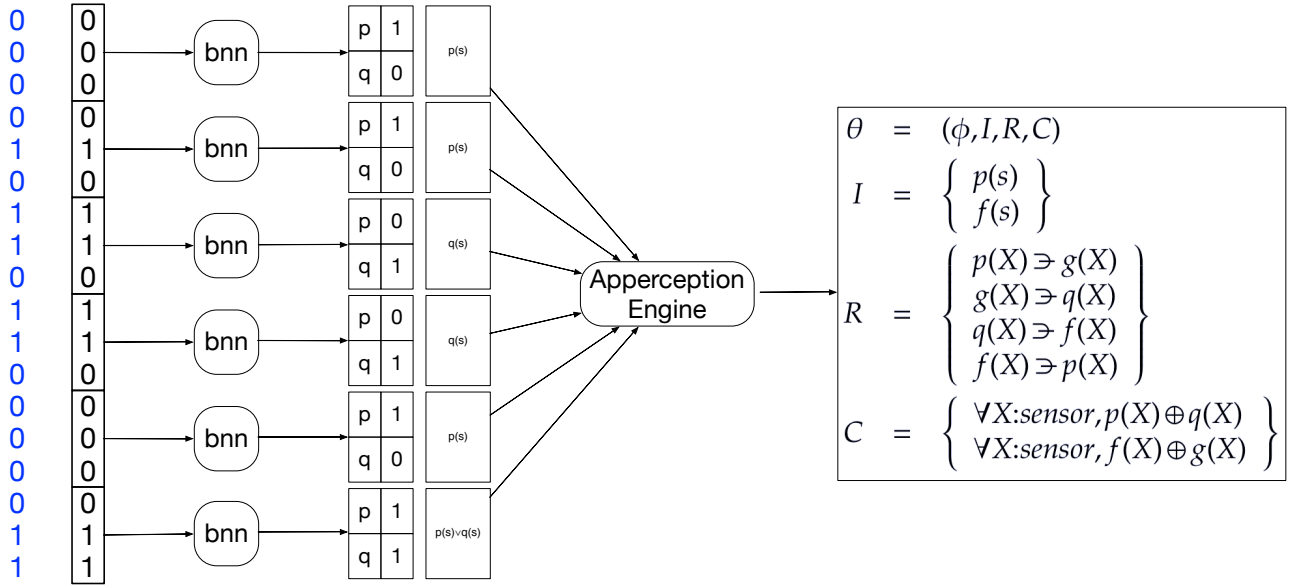 0 0
0 0 bnn p 1 p(s)
0 0 q 0
0 0
1 1 bnn p 1 p(s)
0 0 q 0
1 1
1 1 bnn p 0 q(s)
0 0 q 1
1 1
1 1 bnn p 0 q(s)
0 0 q 1
0 0
0 0 bnn p 1 p(s)
0 0 q 0
0 0
1 1 bnn p 1 p(s)∨q(s)
1 1 q 1
Apperception
Engine
θ = (ϕ, I, R, C)
I = { p(s)
f(s) }
R = { p(X) ∋ g(X)
g(X) ∋ q(X)
q(X) ∋ f(X)
f(X) ∋ p(X) }
C = { ∀X:sensor, p(X) ⊕ q(X)
∀X:sensor, f(X) ⊕ g(X) }